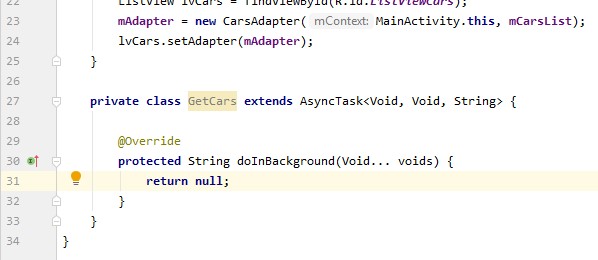 22 ListView lvCars = findViewById(R.id.listViewCars);
23 mAdapter = new CarsAdapter( mContext: MainActivity.this, mCarsList);
24 lvCars.setAdapter(mAdapter);
25 }
26
27 private class GetCars extends AsyncTask<Void, Void, String> {
28
29 @Override
30 protected String doInBackground(Void... voids) {
31 return null;
32 }
33 }
34 }